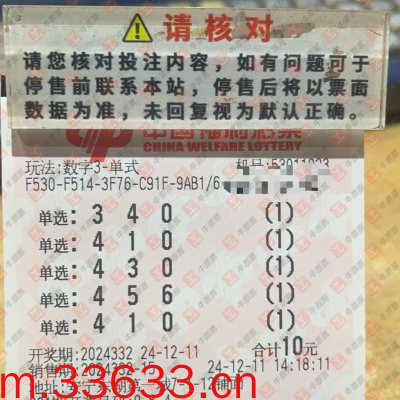 请核对
请您核对投注内容，如有问题可于
停售前联系本站，停售后将以票面
数据为准，未回复视为默认正确。
中国福利彩票
CHINA WELFARE LOTTERY
玩法:数字3-单式
F530-F514-3F76-C91F-9AB1/6
单选: 3 4 0 (1)
单选: 4 1 0 (1)
单选: 4 3 0 (1)
单选: 4 5 6 (1)
单选: 4 1 0 (1)
开奖期:2024332 24-12-11 合计10元
24-12-11 14:18:11
m.33633.com